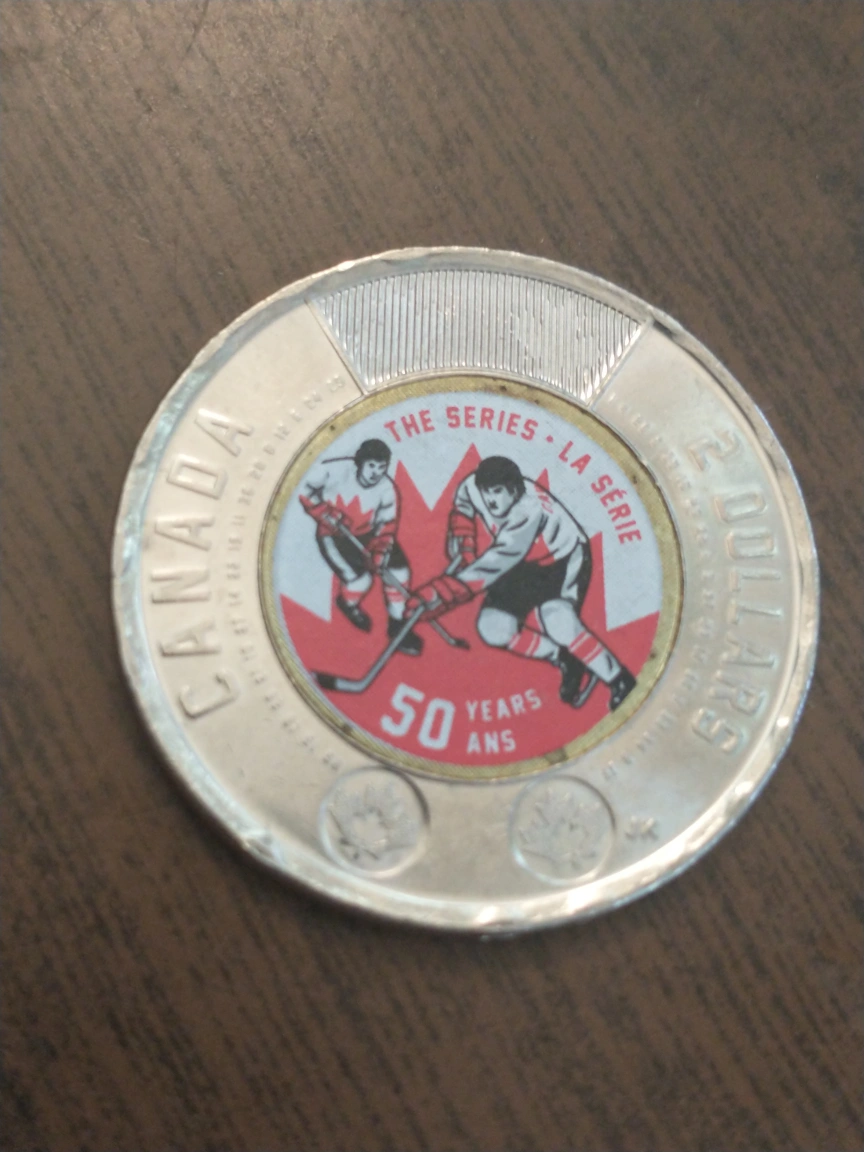 CANADA
2 DOLLARS
THE SERIES • LA SÉRIE
50 YEARS
ANS